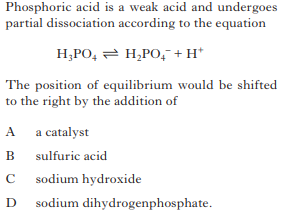 Phosphoric acid is a weak acid and undergoes
partial dissociation according to the equation
H₃PO₄ ⇌ H₂PO₄⁻ + H⁺
The position of equilibrium would be shifted
to the right by the addition of
A a catalyst
B sulfuric acid
C sodium hydroxide
D sodium dihydrogenphosphate.